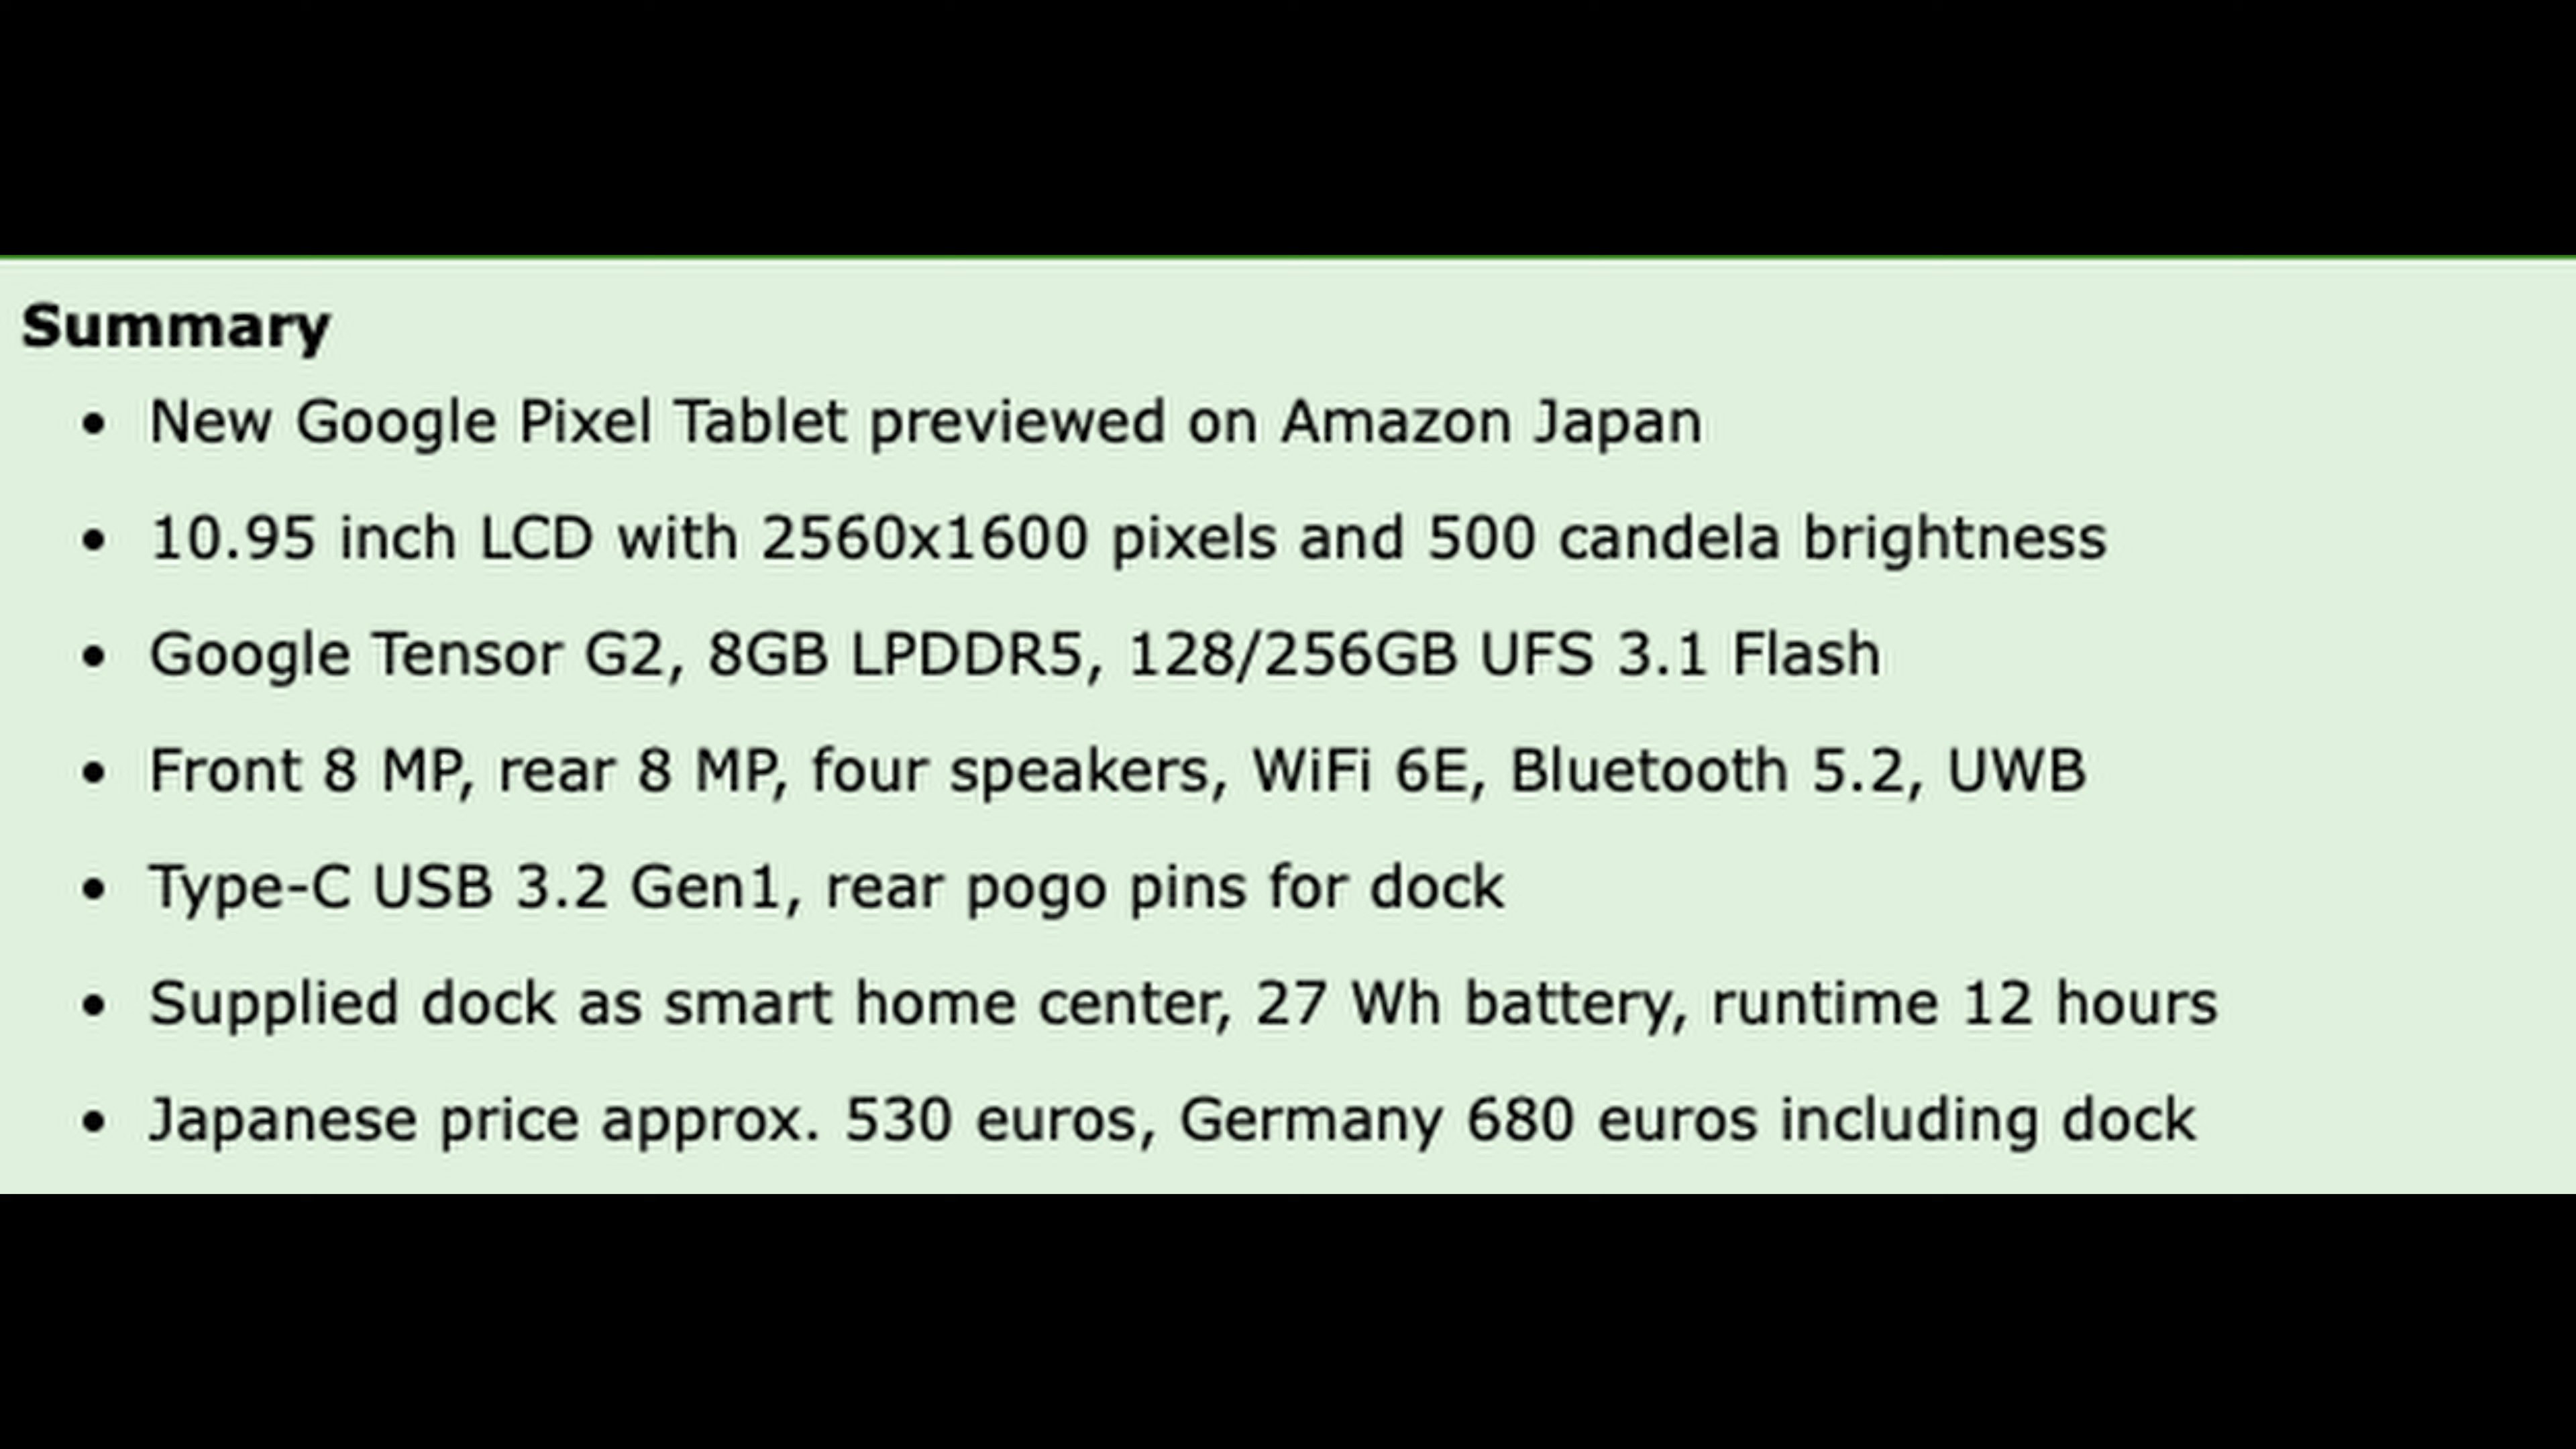 Summary
• New Google Pixel Tablet previewed on Amazon Japan
• 10.95 inch LCD with 2560x1600 pixels and 500 candela brightness
• Google Tensor G2, 8GB LPDDR5, 128/256GB UFS 3.1 Flash
• Front 8 MP, rear 8 MP, four speakers, WiFi 6E, Bluetooth 5.2, UWB
• Type-C USB 3.2 Gen1, rear pogo pins for dock
• Supplied dock as smart home center, 27 Wh battery, runtime 12 hours
• Japanese price approx. 530 euros, Germany 680 euros including dock